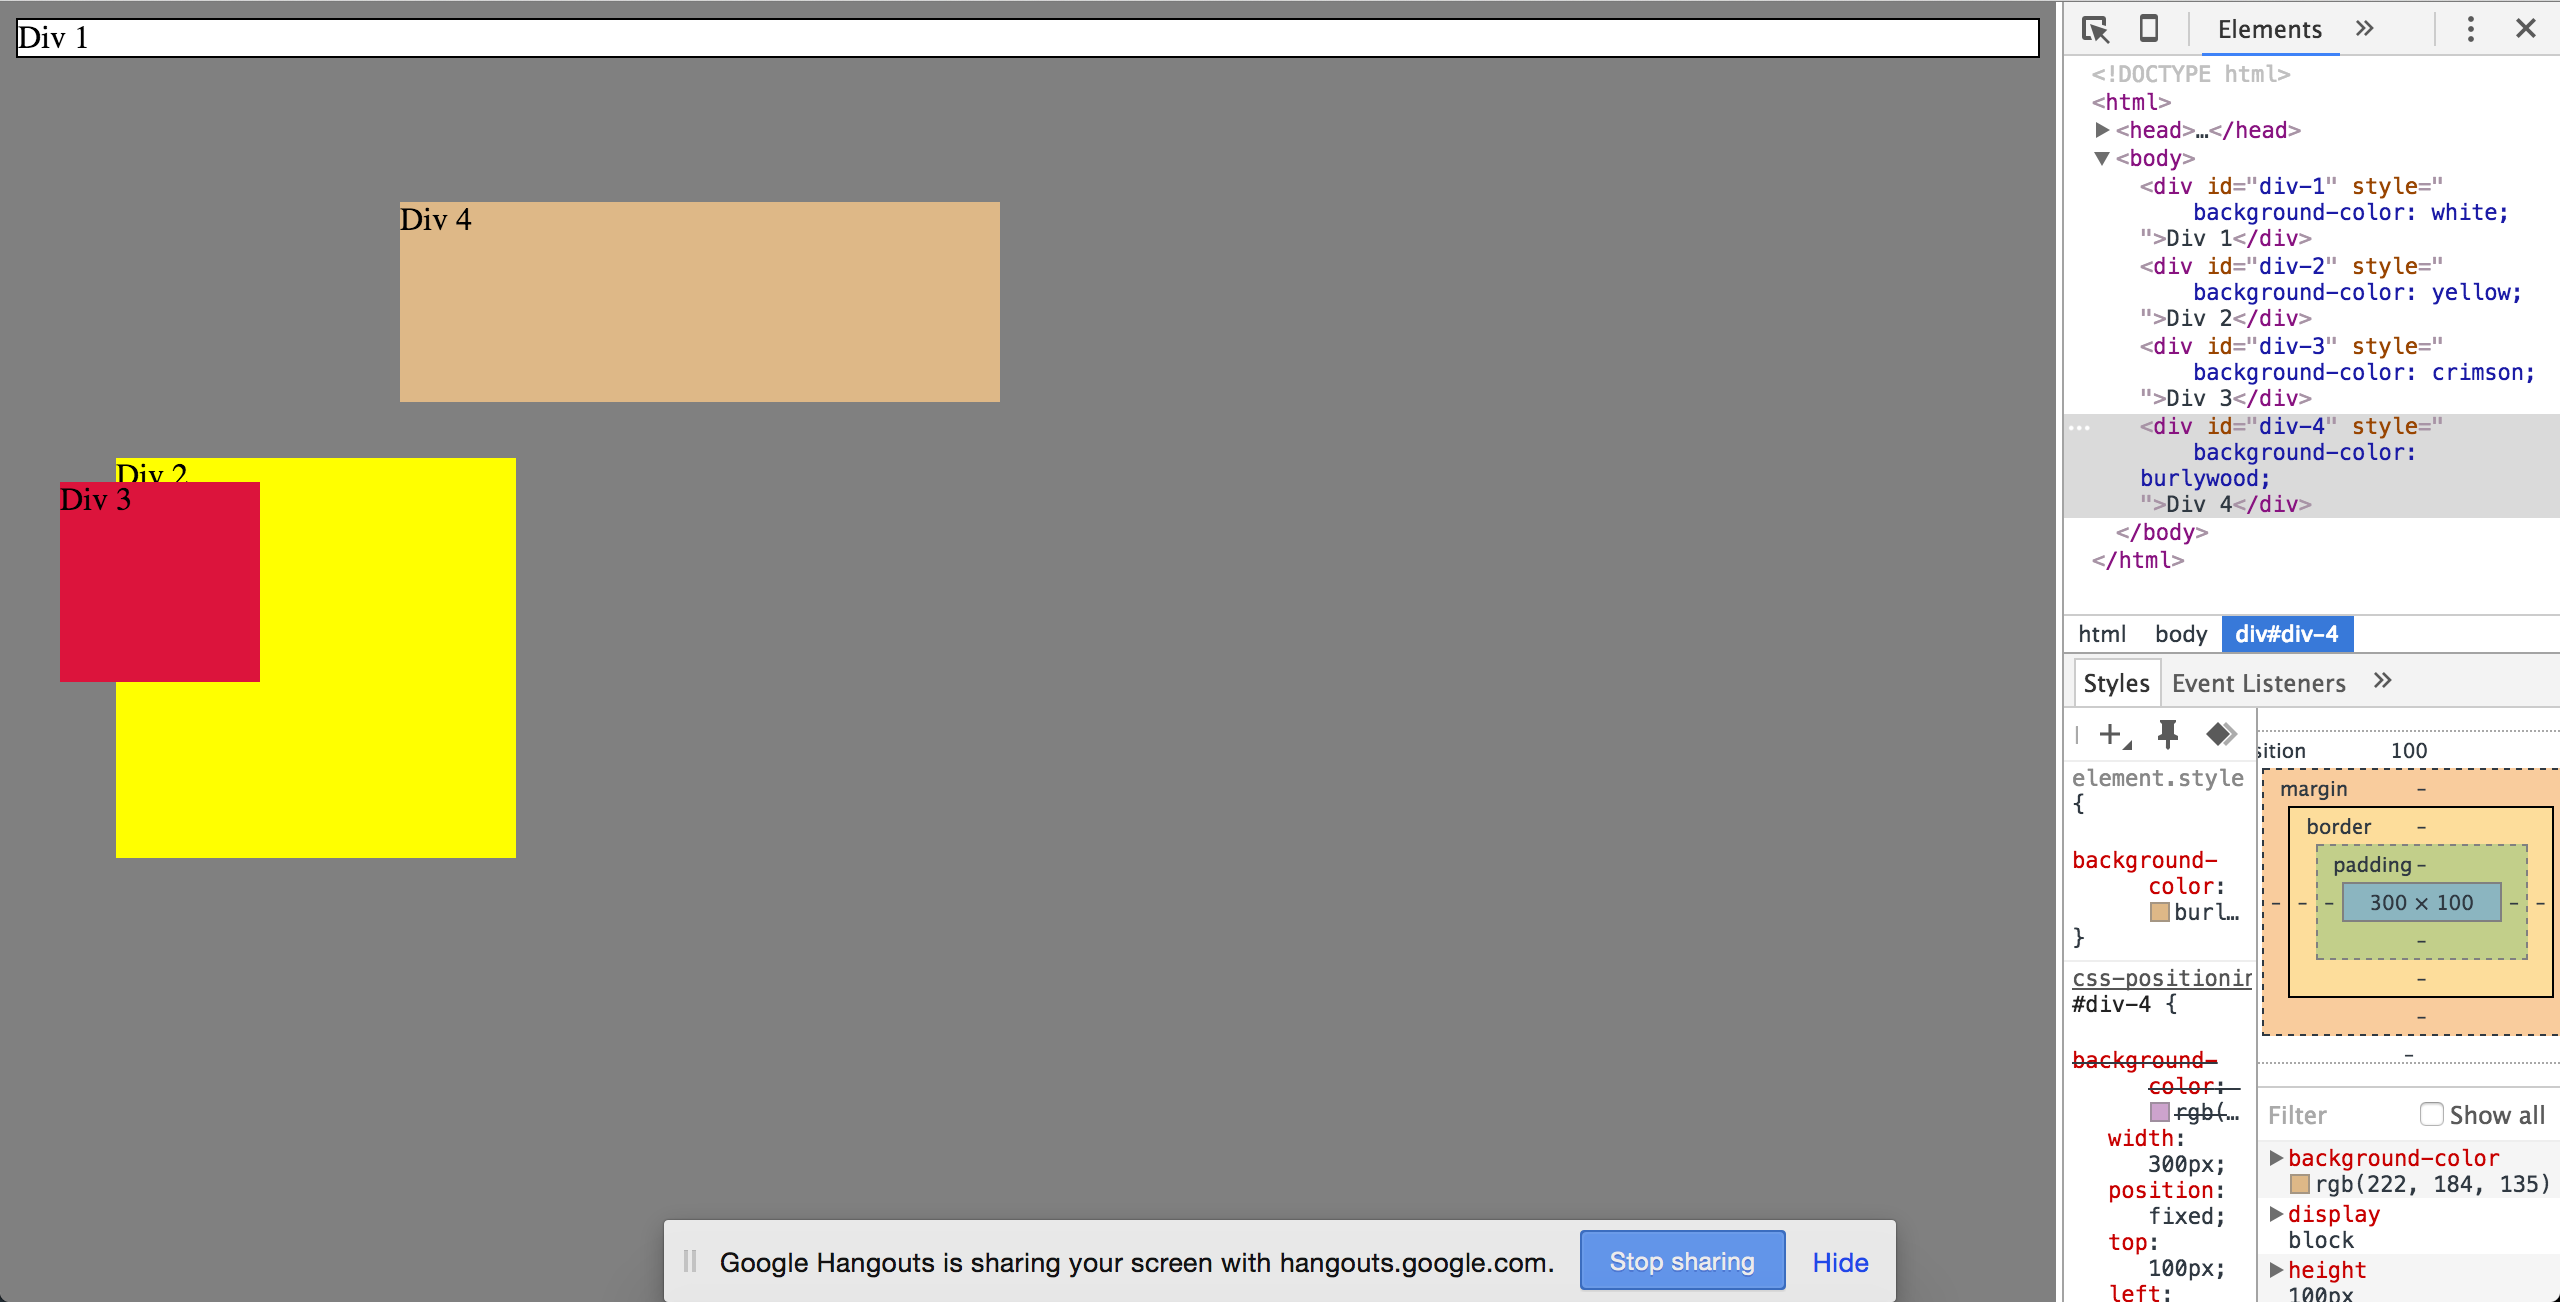 Div 1
Div 4
Div 2
Div 3
Google Hangouts is sharing your screen with hangouts.google.com. Stop sharing Hide
Elements »
<!DOCTYPE html>
<html>
<head>…</head>
<body>
<div id="div-1" style="
background-color: white;
">Div 1</div>
<div id="div-2" style="
background-color: yellow;
">Div 2</div>
<div id="div-3" style="
background-color: crimson;
">Div 3</div>
<div id="div-4" style="
background-color:
burlywood;
">Div 4</div>
</body>
</html>
html body div#div-4
Styles Event Listeners »
element.style
{
background-
color:
burl…
}
css-positionin
#div-4 {
background-
color:
rgb(…
width:
300px;
position:
fixed;
top:
100px;
left:
sition 100
margin –
border –
padding –
– – – 300 × 100 – –
–
–
–
–
Filter Show all
background-color
rgb(222, 184, 135)
display
block
height
100px